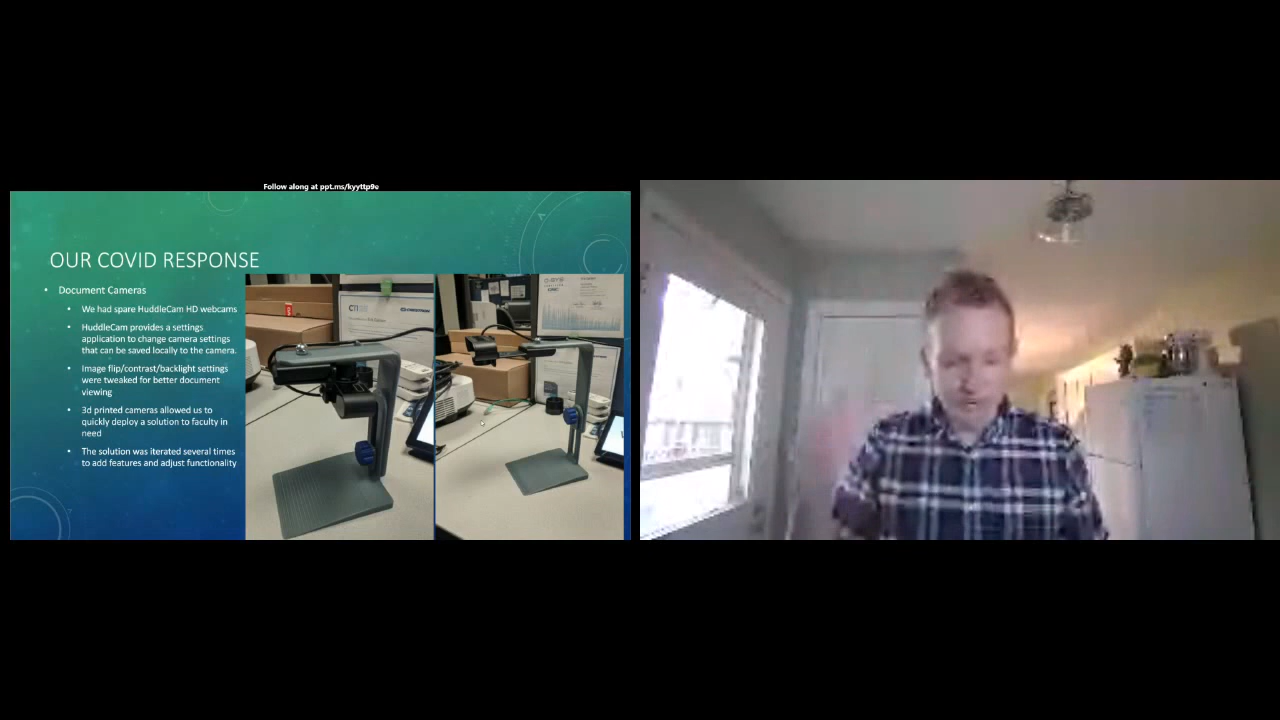 Follow along at ppt.ms/kyyttp9e
OUR COVID RESPONSE
• Document Cameras
• We had spare HuddleCam HD webcams
• HuddleCam provides a settings
application to change camera settings
that can be saved locally to the camera.
• Image flip/contrast/backlight settings
were tweaked for better document
viewing
• 3d printed cameras allowed us to
quickly deploy a solution to faculty in
need
• The solution was iterated several times
to add features and adjust functionality